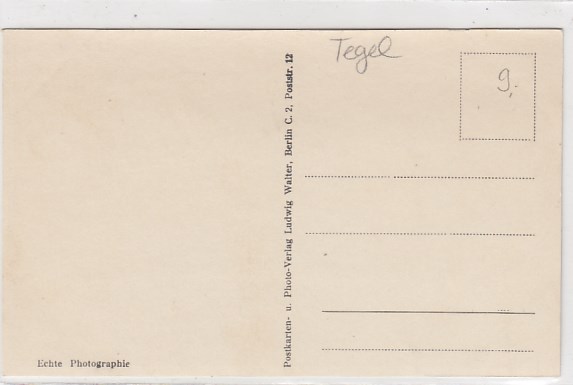 Tegel
9,-
Postkarten- u. Photo-Verlag Ludwig Walter, Berlin C. 2, Poststr. 12
Echte Photographie